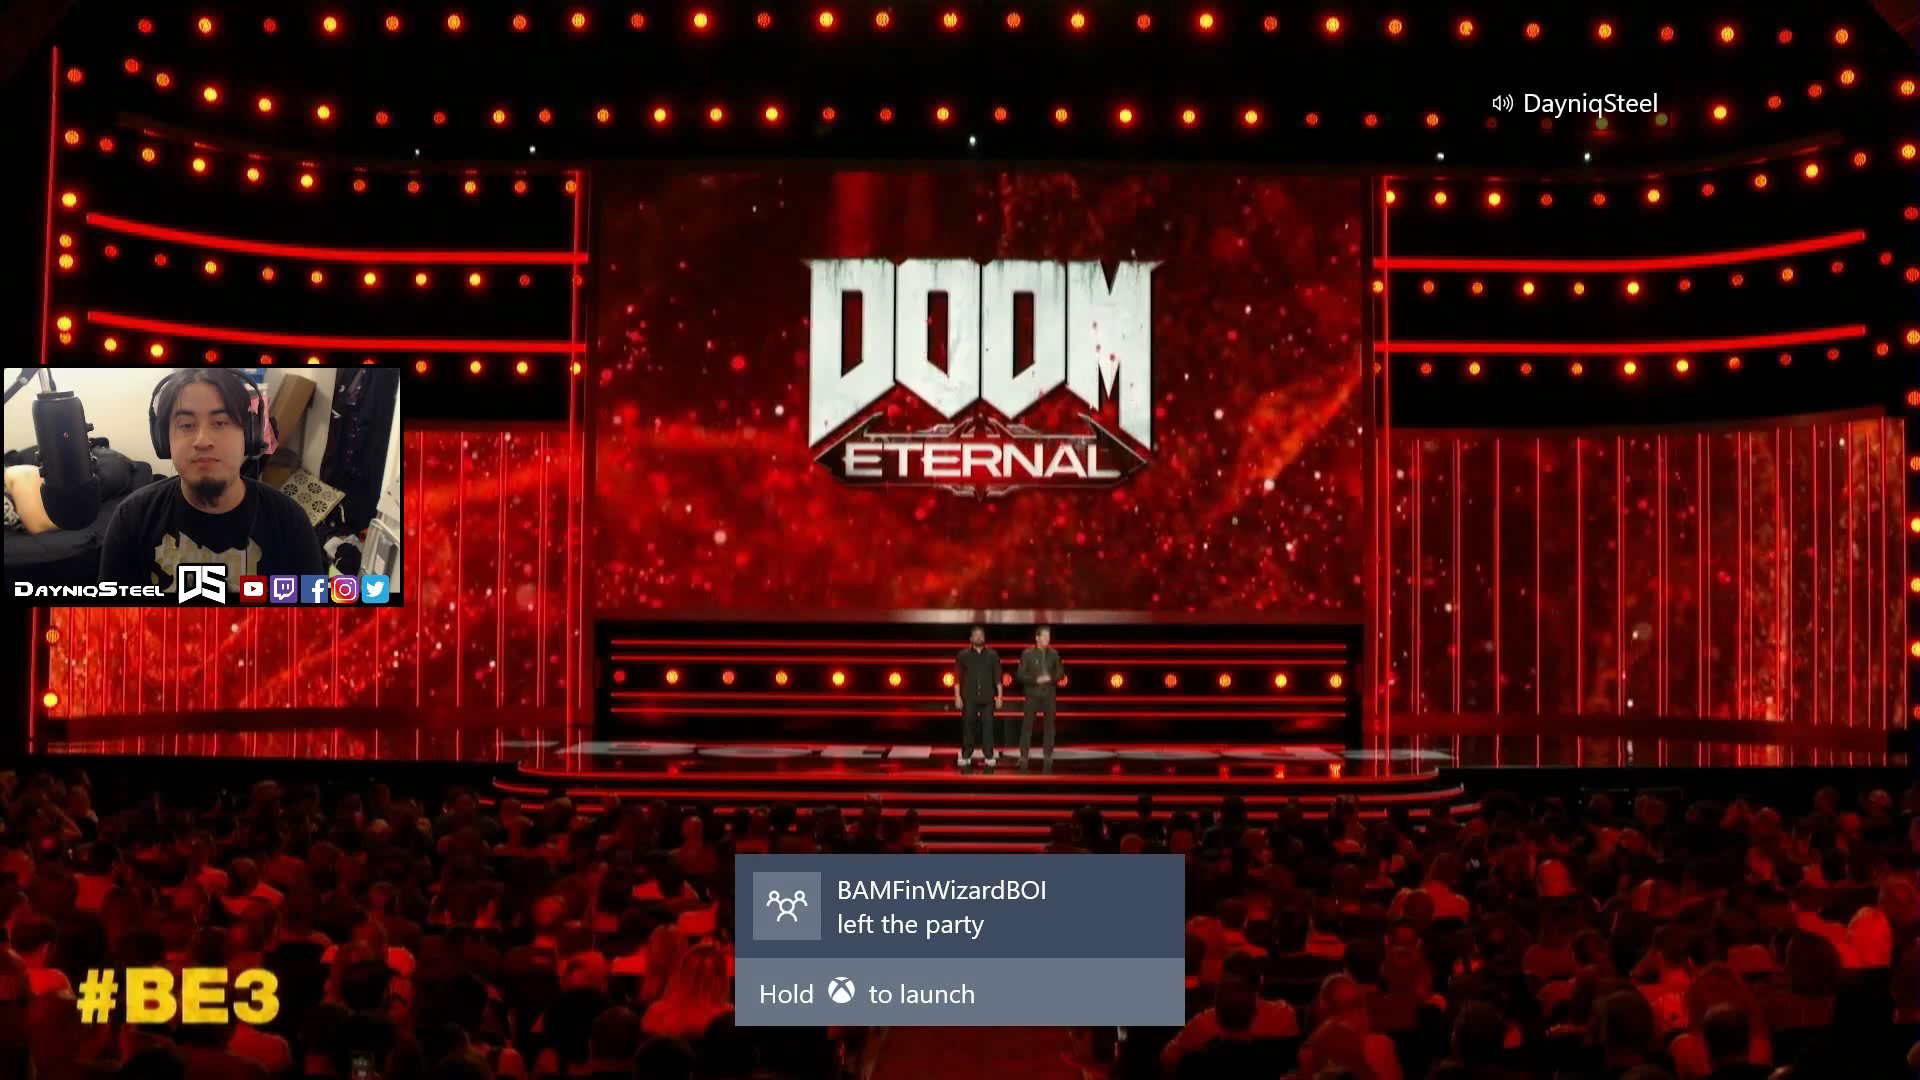 DayniqSteel
DOOM
ETERNAL
DAYNIQSTEEL DS
BAMFinWizardBOI
left the party
Hold to launch
#BE3